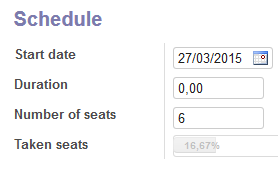 Schedule
Start date 27/03/2015
Duration 0,00
Number of seats 6
Taken seats 16,67%